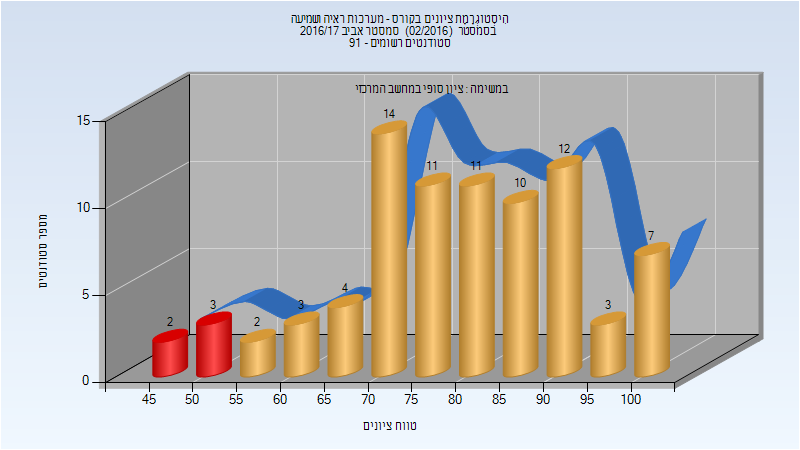 היסטוגרמת ציונים בקורס - מערכות ראיה ושמיעה
בסמסטר (02/2016) סמסטר אביב 2016/17
סטודנטים רשומים - 91
במשימה : ציון סופי במחשב המרכזי
15
10
5
0
מספר סטודנטים
2
3
2
3
4
14
11
11
10
12
3
7
45 50 55 60 65 70 75 80 85 90 95 100
טווח ציונים